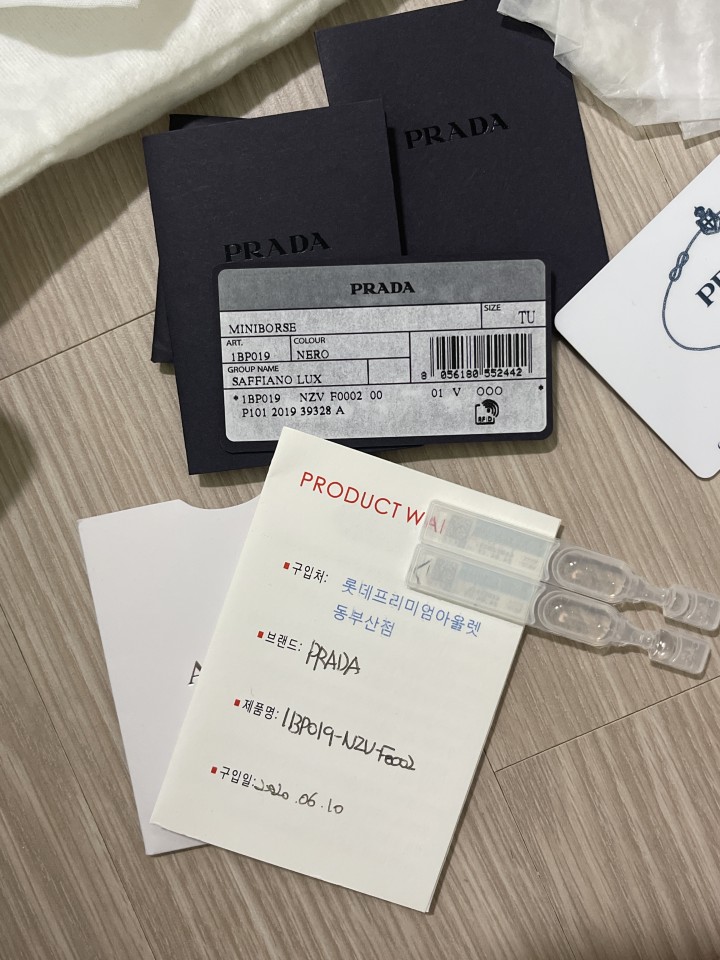 PRADA
PRADA
PRADA
MINIBORSE
SIZE
TU
ART.
1BP019
COLOUR
NERO
GROUP NAME
SAFFIANO LUX
8 056180 552442
*1BP019 NZV F0002 00 01 V OOO *
P101 2019 39328 A
RFID
PRODUCT
구입처: 롯데프리미엄아울렛
동부산점
브랜드: PRADA
제품명: 1BP019-NZV-F0002
구입일: 2020.06.10